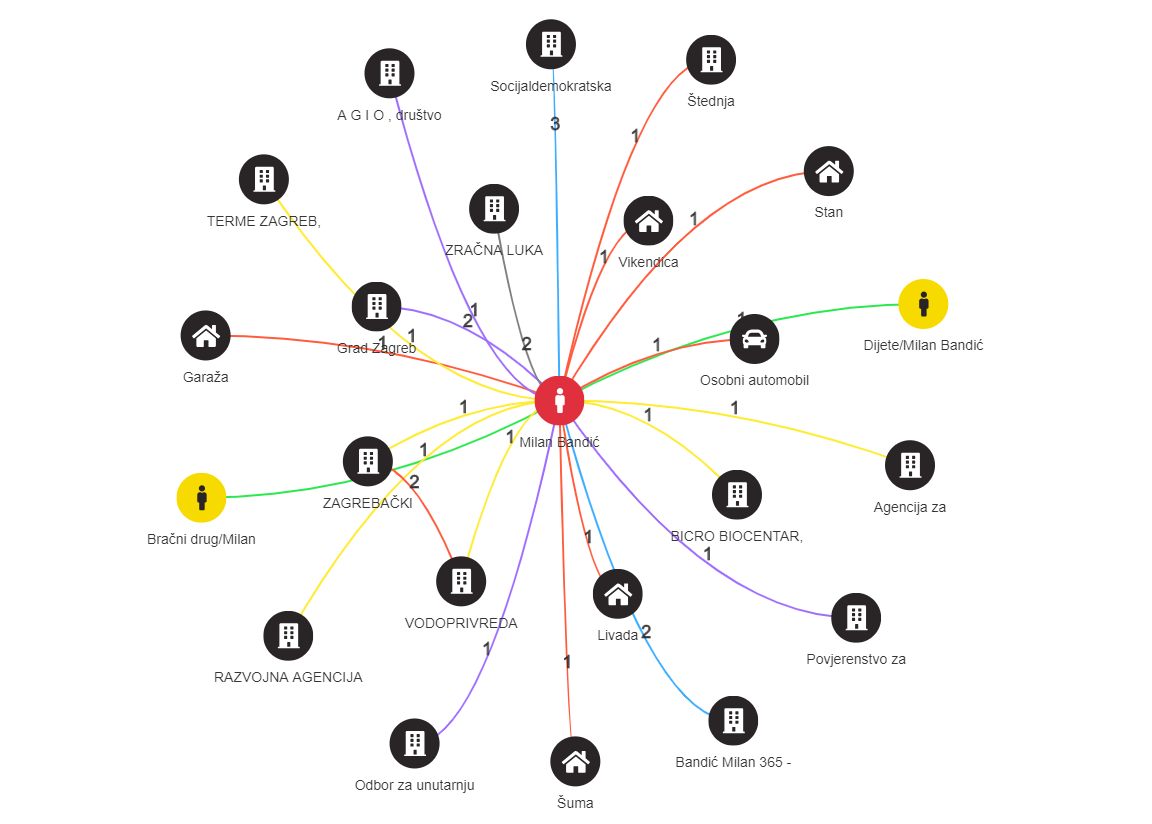 Socijaldemokratska
Štednja
A G I O , društvo
3
1
Stan
TERME ZAGREB,
1
ZRAČNA LUKA
1
Vikendica
1
2
1
Dijete/Milan Bandić
Grad Zagreb
1
1
2
1
Garaža
Osobni automobil
1
1
1
1
Milan Bandić
1
2
ZAGREBAČKI
Agencija za
Bračni drug/Milan
BICRO BIOCENTAR,
1
1
VODOPRIVREDA
Livada
2
1
1
Povjerenstvo za
RAZVOJNA AGENCIJA
Bandić Milan 365 -
Odbor za unutarnju
Šuma